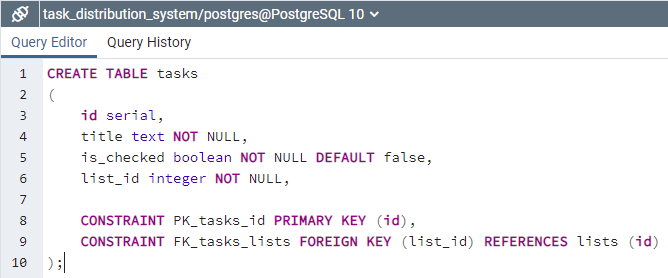 task_distribution_system/postgres@PostgreSQL 10
Query Editor Query History
1 CREATE TABLE tasks
2 (
3 id serial,
4 title text NOT NULL,
5 is_checked boolean NOT NULL DEFAULT false,
6 list_id integer NOT NULL,
7
8 CONSTRAINT PK_tasks_id PRIMARY KEY (id),
9 CONSTRAINT FK_tasks_lists FOREIGN KEY (list_id) REFERENCES lists (id)
10 );